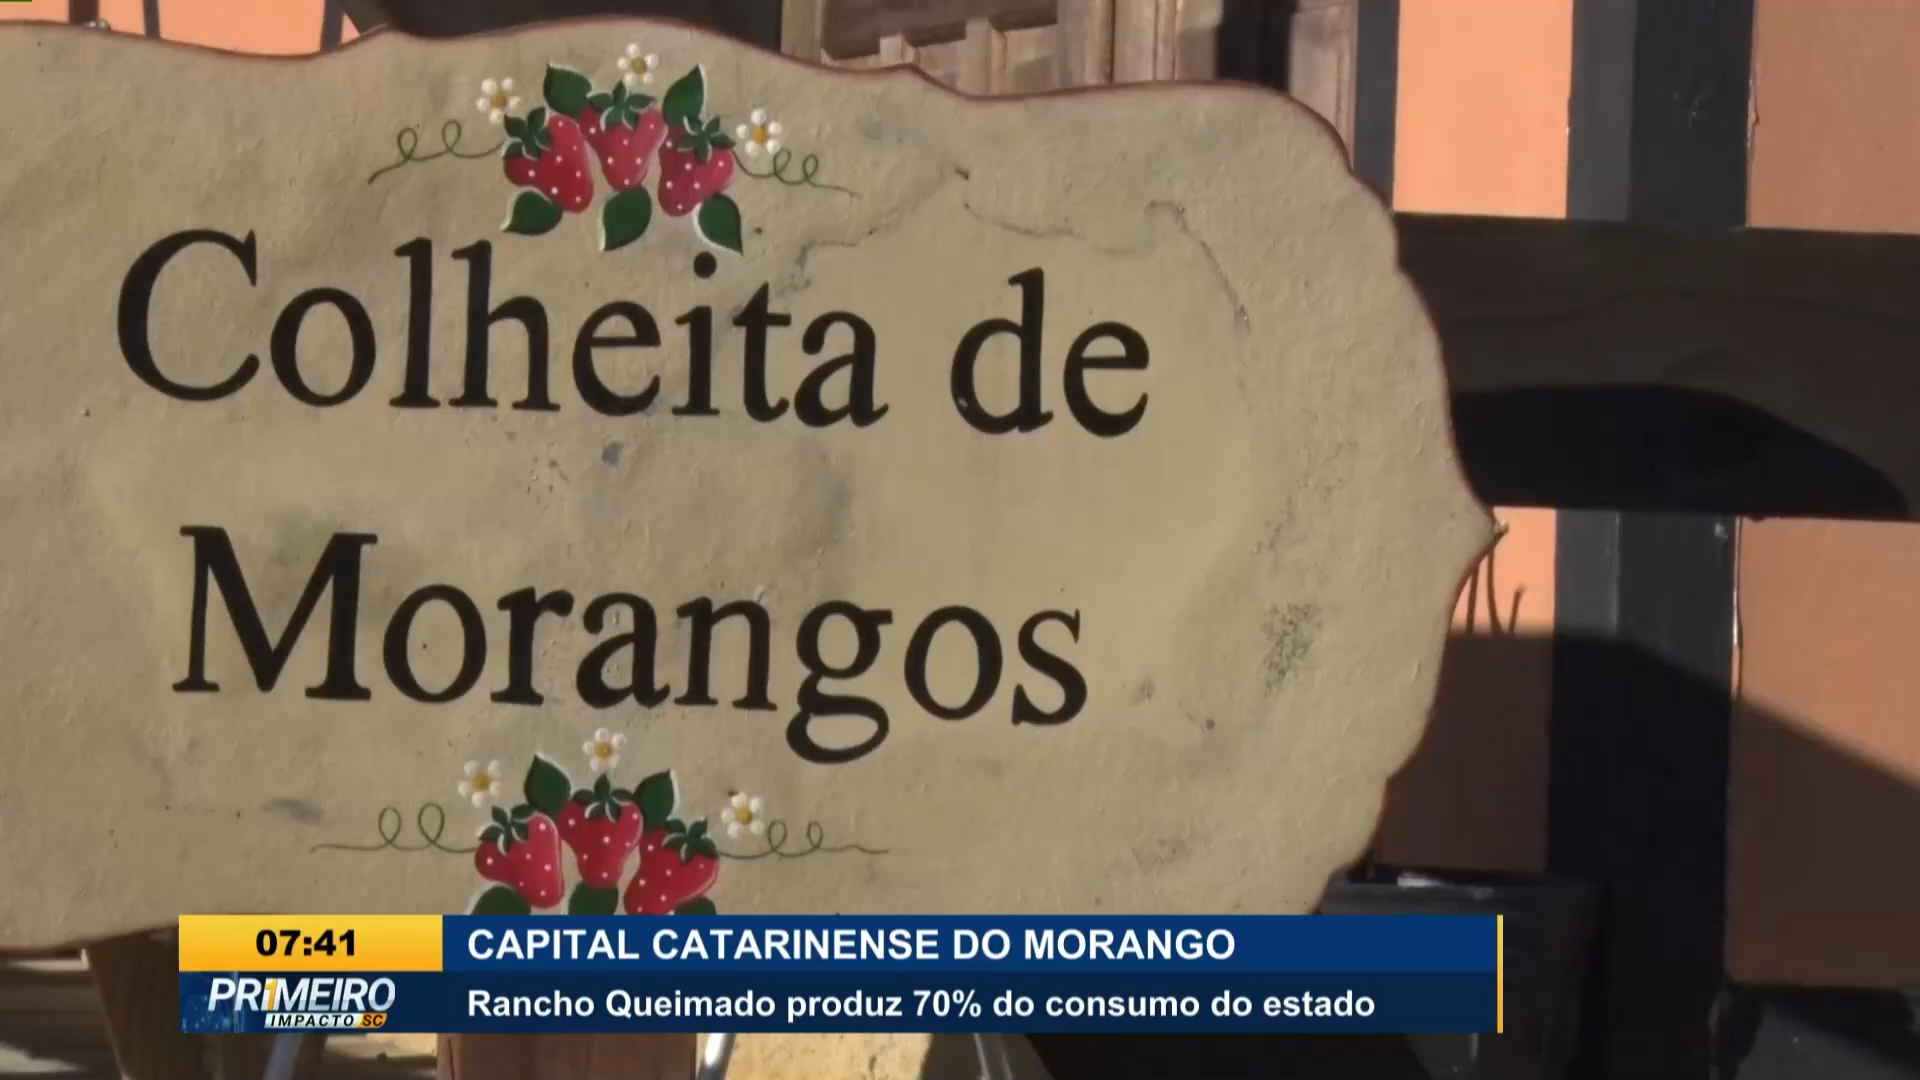 Colheita de
Morangos
07:41
CAPITAL CATARINENSE DO MORANGO
PR1MEIRO
IMPACTO SC
Rancho Queimado produz 70% do consumo do estado